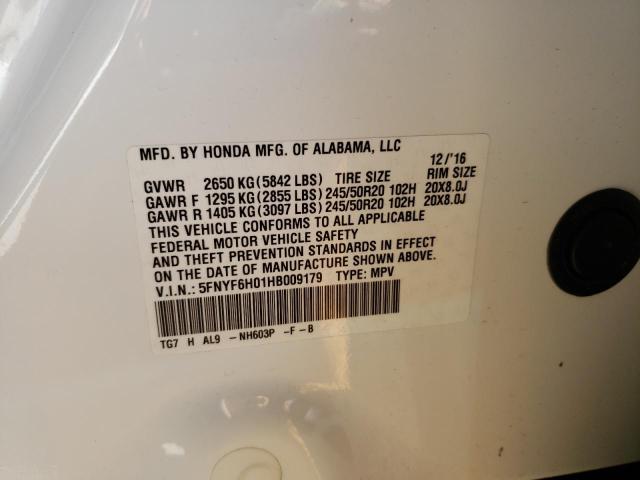 MFD. BY HONDA MFG. OF ALABAMA, LLC 12/'16
GVWR 2650 KG(5842 LBS) TIRE SIZE RIM SIZE
GAWR F 1295 KG(2855 LBS)245/50R20 102H 20X8.0J
GAWR R 1405 KG(3097 LBS)245/50R20 102H 20X8.0J
THIS VEHICLE CONFORMS TO ALL APPLICABLE
FEDERAL MOTOR VEHICLE SAFETY
AND THEFT PREVENTION STANDARDS IN EFFECT
ON THE DATE OF MANUFACTURE SHOWN ABOVE.
V.I.N.: 5FNYF6H01HB009179 TYPE: MPV
TG7 H AL9 -NH603P -F-B